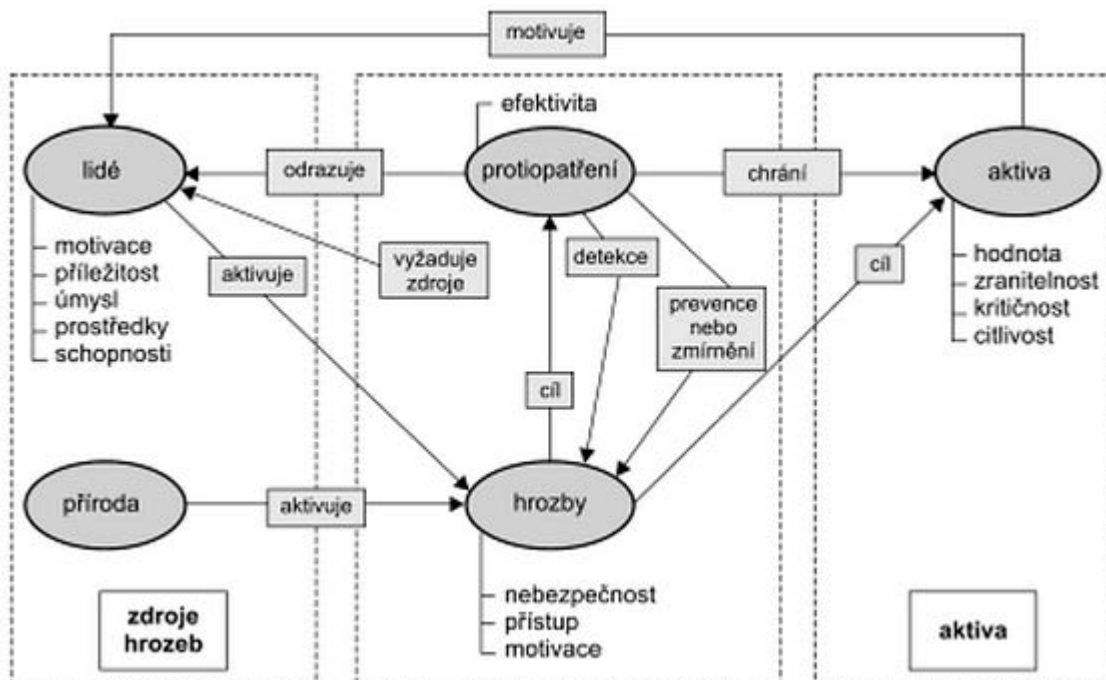 motivuje
efektivita
lidé
odrazuje
protiopatření
chrání
aktiva
motivace
příležitost
úmysl
prostředky
schopnosti
aktivuje
vyžaduje
zdroje
detekce
prevence
nebo
zmírnění
cíl
cíl
hodnota
zranitelnost
kritičnost
citlivost
příroda
aktivuje
hrozby
nebezpečnost
přístup
motivace
zdroje
hrozeb
aktiva